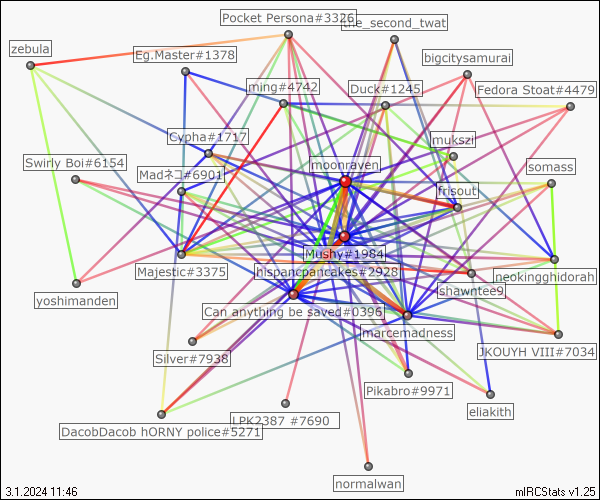 Pocket Persona#3326
the_second_twat
zebula
Eg.Master#1378
bigcitysamurai
ming#4742
Duck#1245
Fedora Stoat#4479
Cypha#1717
mukszi
Swirly Boi#6154
moonraven
somass
Madネコ#6901
frisout
Mushy#1984
Majestic#3375
hispancpancakes#2928
neokingghidorah
shawntee9
yoshimanden
Can anything be saved#0396
marcemadness
Silver#7938
JKOUYH VIII#7034
Pikabro#9971
eliakith
LPK2387 #7690
DacobDacob hORNY police#5271
normalwan
3.1.2024 11:46
mIRCStats v1.25